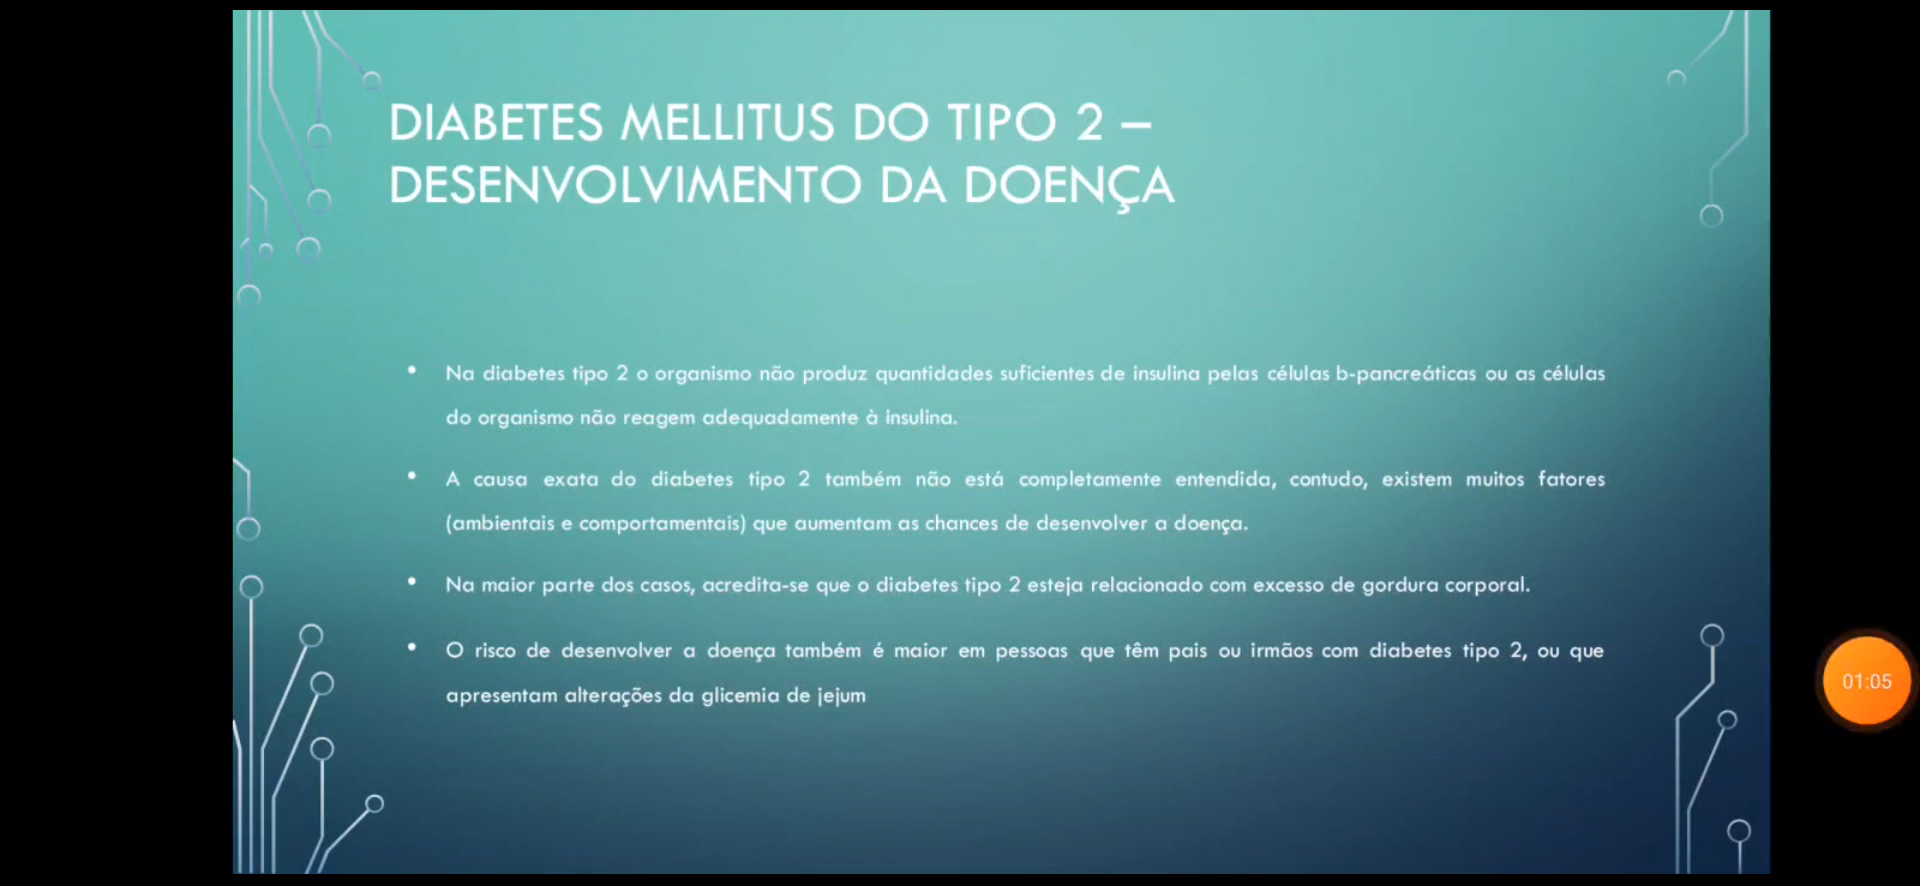 DIABETES MELLITUS DO TIPO 2 –
DESENVOLVIMENTO DA DOENÇA
• Na diabetes tipo 2 o organismo não produz quantidades suficientes de insulina pelas células b-pancreáticas ou as células
do organismo não reagem adequadamente à insulina.
• A causa exata do diabetes tipo 2 também não está completamente entendida, contudo, existem muitos fatores
(ambientais e comportamentais) que aumentam as chances de desenvolver a doença.
• Na maior parte dos casos, acredita-se que o diabetes tipo 2 esteja relacionado com excesso de gordura corporal.
• O risco de desenvolver a doença também é maior em pessoas que têm pais ou irmãos com diabetes tipo 2, ou que
apresentam alterações da glicemia de jejum
01:05